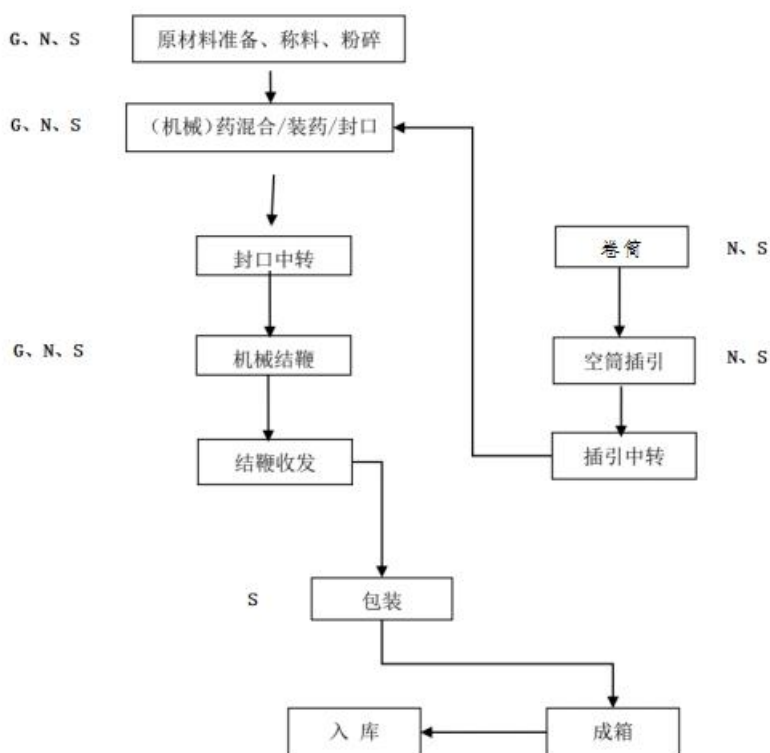 G、N、S 原材料准备、称料、粉碎
G、N、S （机械）药混合/装药/封口
封口中转
卷筒 N、S
G、N、S 机械结鞭
空筒插引 N、S
结鞭收发
插引中转
S 包装
入 库
成箱